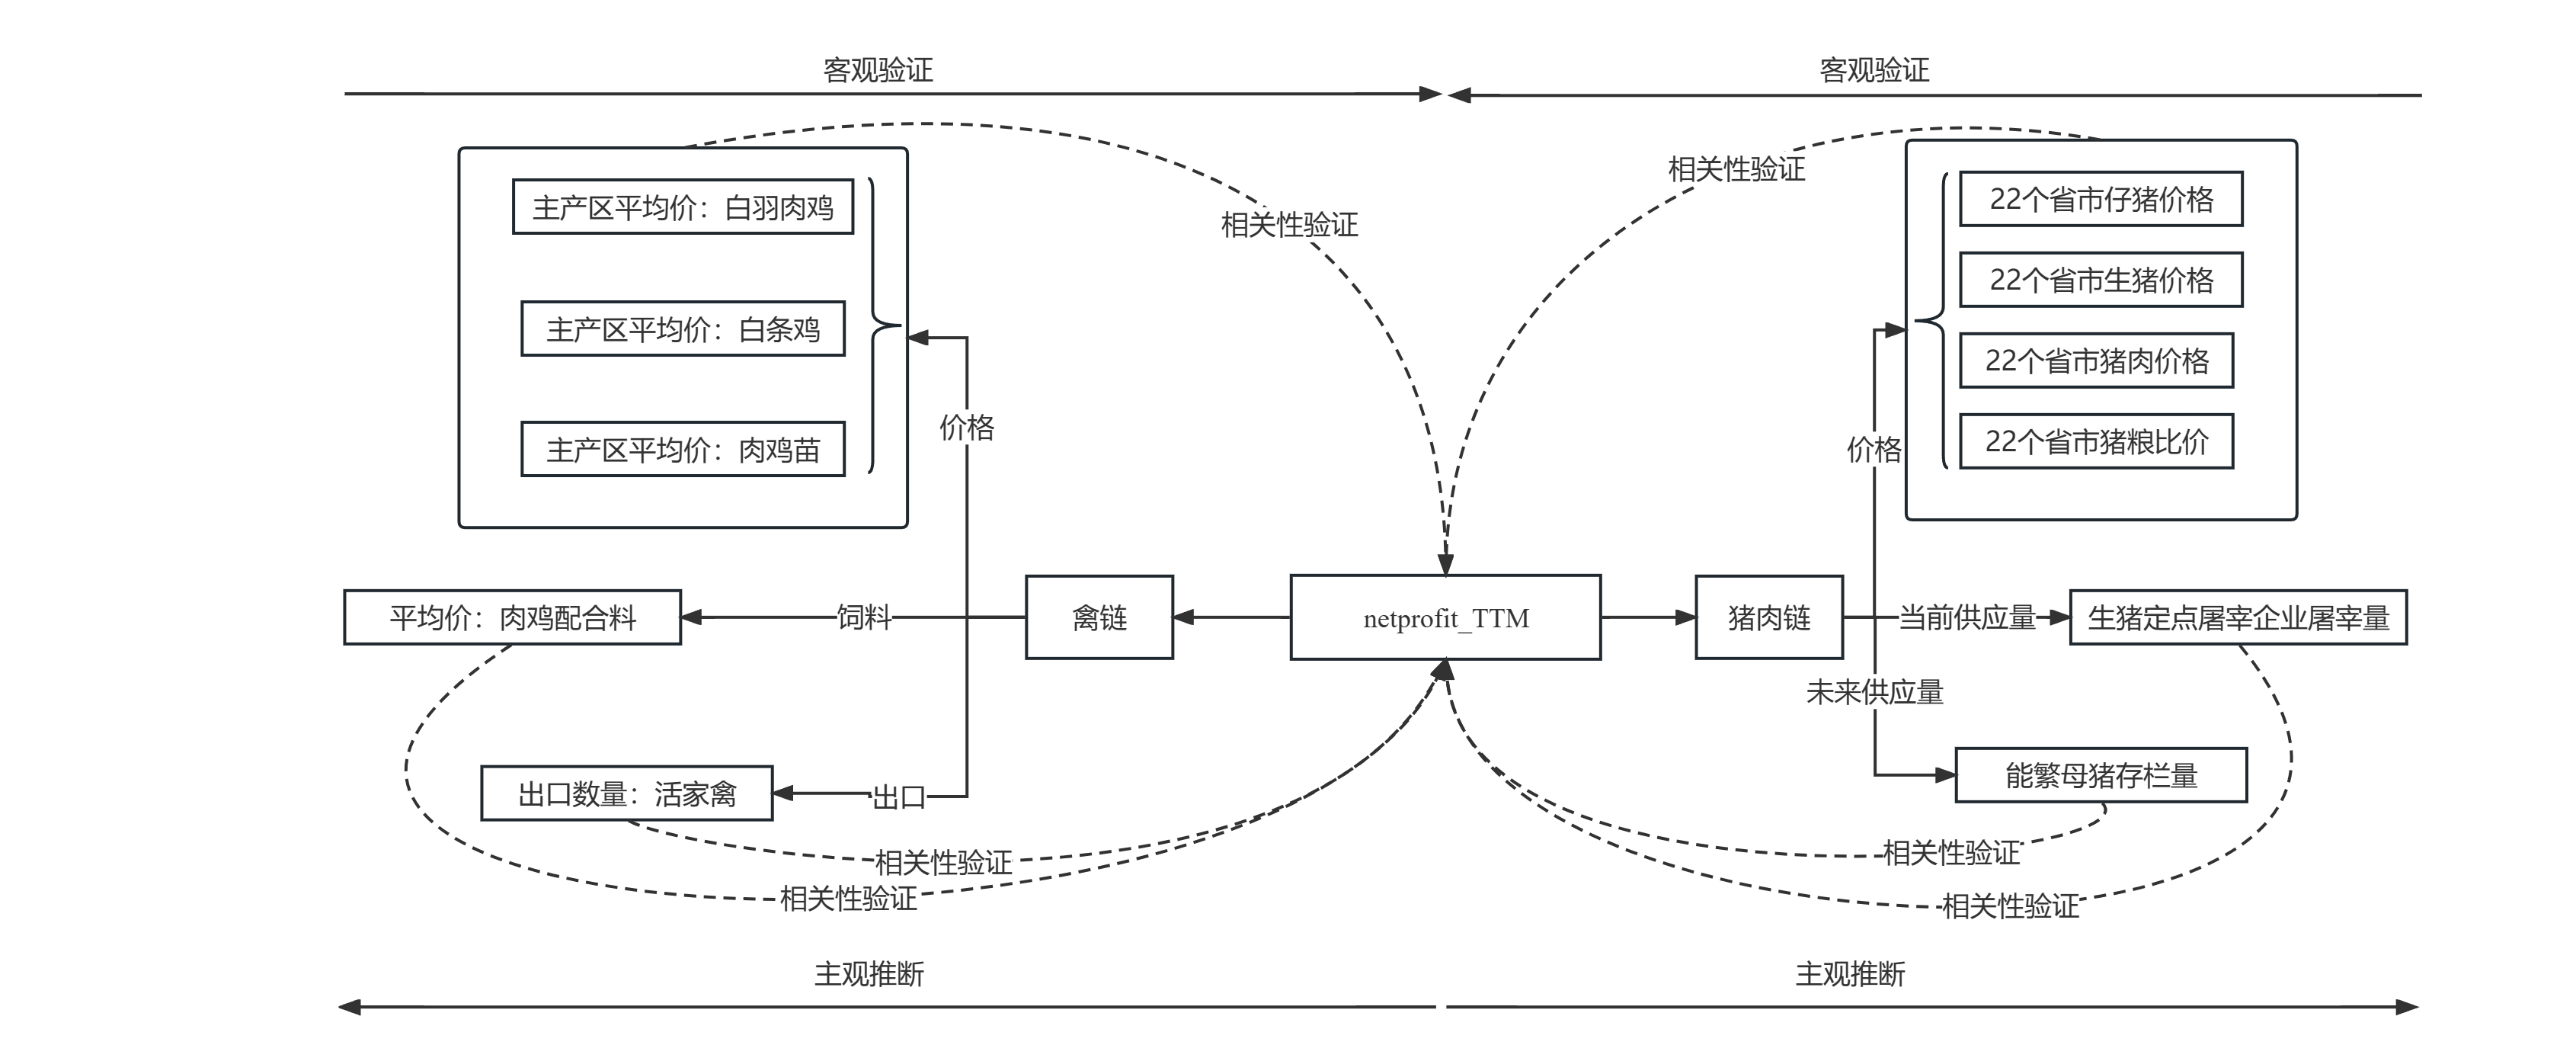 客观验证
客观验证
相关性验证
相关性验证
主产区平均价：白羽肉鸡
主产区平均价：白条鸡
主产区平均价：肉鸡苗
价格
22个省市仔猪价格
22个省市生猪价格
22个省市猪肉价格
22个省市猪粮比价
价格
平均价：肉鸡配合料
饲料
禽链
netprofit_TTM
猪肉链
当前供应量
生猪定点屠宰企业屠宰量
未来供应量
出口数量：活家禽
出口
能繁母猪存栏量
相关性验证
相关性验证
相关性验证
相关性验证
主观推断
主观推断